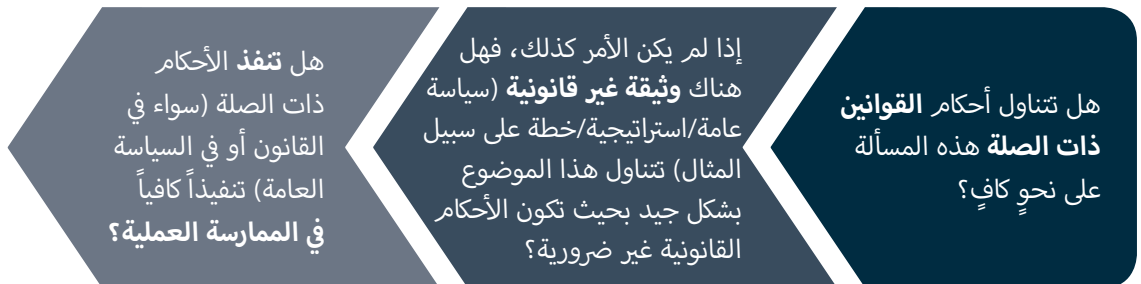 هل تتناول أحكام القوانين
ذات الصلة هذه المسألة
على نحوٍ كافٍ؟
إذا لم يكن الأمر كذلك، فهل
هناك وثيقة غير قانونية (سياسة
عامة/استراتيجية/خطة على سبيل
المثال) تتناول هذا الموضوع
بشكل جيد بحيث تكون الأحكام
القانونية غير ضرورية؟
هل تنفذ الأحكام
ذات الصلة (سواء في
القانون أو في السياسة
العامة) تنفيذاً كافياً
في الممارسة العملية؟